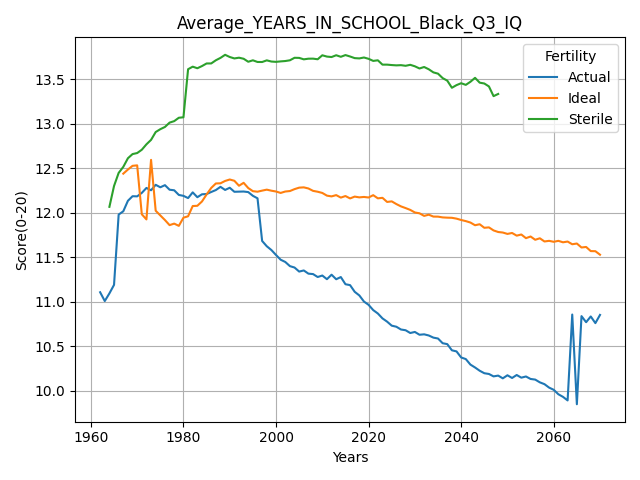 Average_YEARS_IN_SCHOOL_Black_Q3_IQ
Fertility
Actual
Ideal
Sterile
Score(0-20)
13.5
13.0
12.5
12.0
11.5
11.0
10.5
10.0
1960 1980 2000 2020 2040 2060
Years